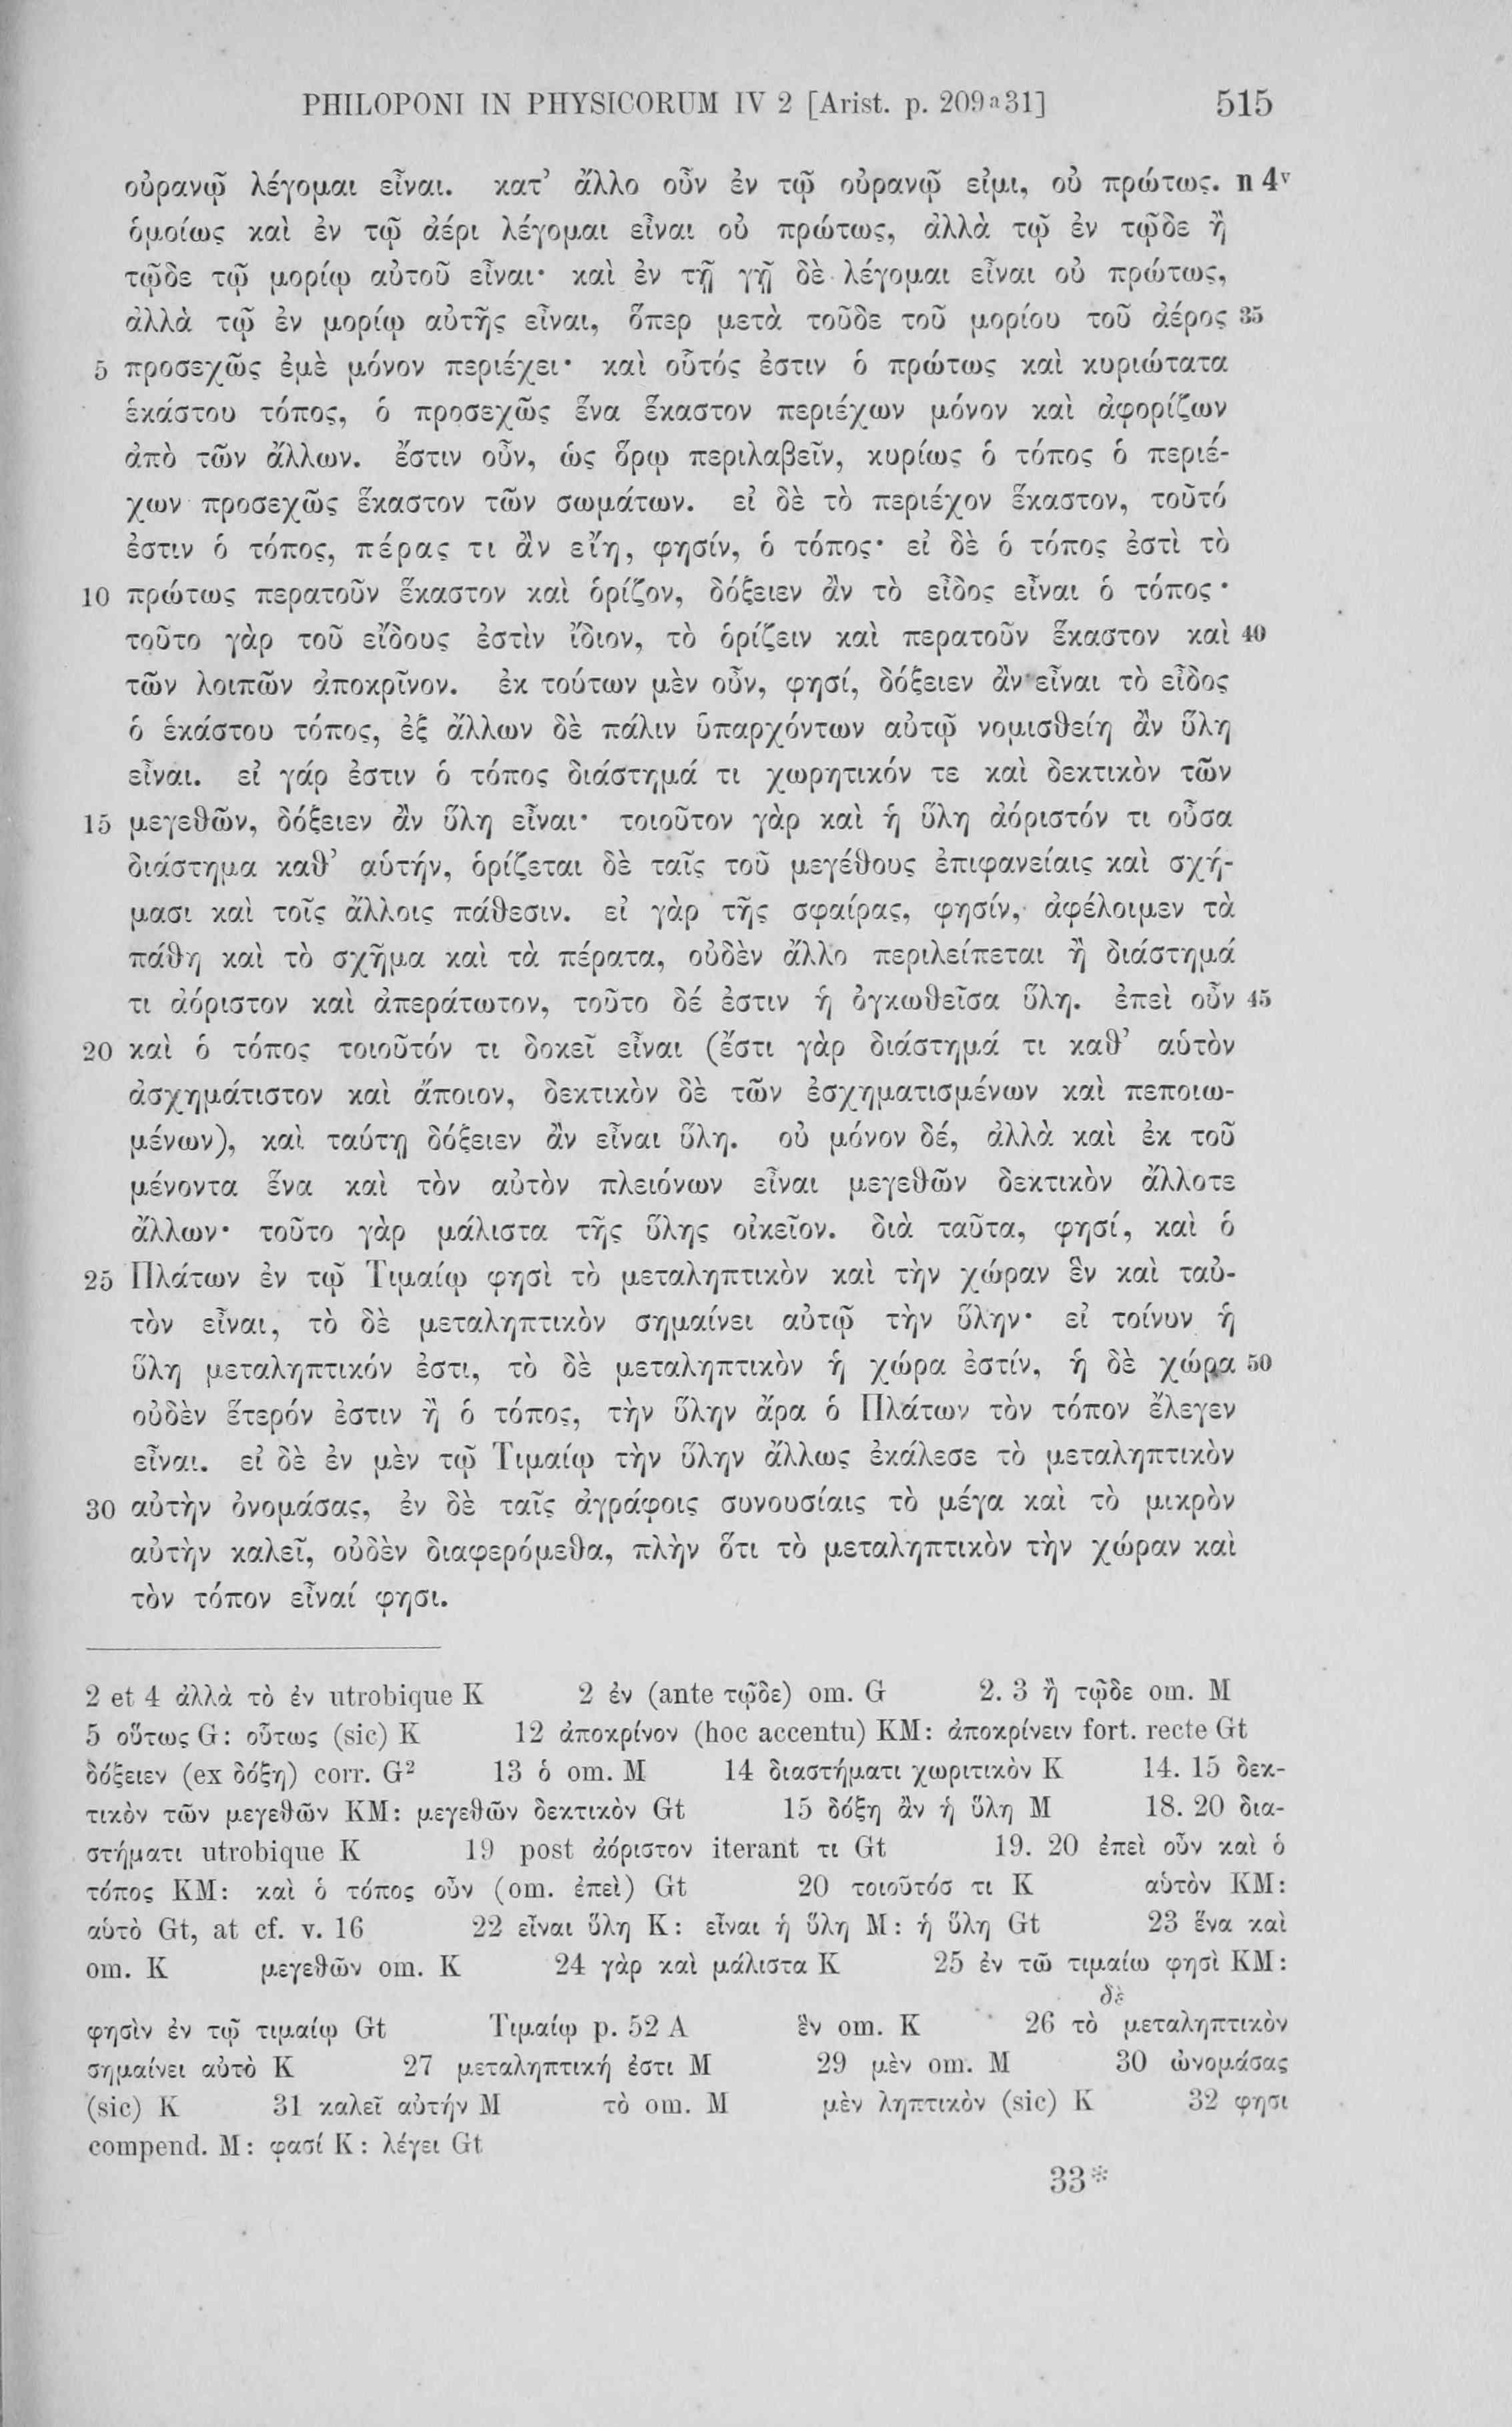 PHILOPONI IN PHYSICORUM IV 2 [Arist. p. 209ᵃ31] 515
οὐρανῷ λέγομαι εἶναι. κατ’ ἄλλο οὖν ἐν τῷ οὐρανῷ εἰμι, οὐ πρώτως. n 4ᵛ
ὁμοίως καὶ ἐν τῷ ἀέρι λέγομαι εἶναι οὐ πρώτως, ἀλλὰ τῷ ἐν τῷδε ἢ
τῷδε τῷ μορίῳ αὐτοῦ εἶναι· καὶ ἐν τῇ γῇ δὲ λέγομαι εἶναι οὐ πρώτως,
ἀλλὰ τῷ ἐν μορίῳ αὐτῆς εἶναι, ὅπερ μετὰ τοῦδε τοῦ μορίου τοῦ ἀέρος 35
5 προσεχῶς ἐμὲ μόνον περιέχει· καὶ οὗτός ἐστιν ὁ πρώτως καὶ κυριώτατα
ἑκάστου τόπος, ὁ προσεχῶς ἕνα ἕκαστον περιέχων μόνον καὶ ἀφορίζων
ἀπὸ τῶν ἄλλων. ἔστιν οὖν, ὡς ὅρῳ περιλαβεῖν, κυρίως ὁ τόπος ὁ περιέ-
χων προσεχῶς ἕκαστον τῶν σωμάτων. εἰ δὲ τὸ περιέχον ἕκαστον, τοῦτό
ἐστιν ὁ τόπος, πέρας τι ἂν εἴη, φησίν, ὁ τόπος· εἰ δὲ ὁ τόπος ἐστὶ τὸ
10 πρώτως περατοῦν ἕκαστον καὶ ὁρίζον, δόξειεν ἂν τὸ εἶδος εἶναι ὁ τόπος·
τοῦτο γὰρ τοῦ εἴδους ἐστὶν ἴδιον, τὸ ὁρίζειν καὶ περατοῦν ἕκαστον καὶ 40
τῶν λοιπῶν ἀποκρῖνον. ἐκ τούτων μὲν οὖν, φησί, δόξειεν ἂν εἶναι τὸ εἶδος
ὁ ἑκάστου τόπος, ἐξ ἄλλων δὲ πάλιν ὑπαρχόντων αὐτῷ νομισθείη ἂν ὕλη
εἶναι. εἰ γάρ ἐστιν ὁ τόπος διάστημά τι χωρητικόν τε καὶ δεκτικὸν τῶν
15 μεγεθῶν, δόξειεν ἂν ὕλη εἶναι· τοιοῦτον γὰρ καὶ ἡ ὕλη ἀόριστόν τι οὖσα
διάστημα καθ’ αὑτήν, ὁρίζεται δὲ ταῖς τοῦ μεγέθους ἐπιφανείαις καὶ σχή-
μασι καὶ τοῖς ἄλλοις πάθεσιν. εἰ γὰρ τῆς σφαίρας, φησίν, ἀφέλοιμεν τὰ
πάθη καὶ τὸ σχῆμα καὶ τὰ πέρατα, οὐδὲν ἄλλο περιλείπεται ἢ διάστημά
τι ἀόριστον καὶ ἀπεράτωτον, τοῦτο δέ ἐστιν ἡ ὀγκωθεῖσα ὕλη. ἐπεὶ οὖν 45
20 καὶ ὁ τόπος τοιοῦτόν τι δοκεῖ εἶναι (ἔστι γὰρ διάστημά τι καθ’ αὑτὸν
ἀσχημάτιστον καὶ ἄποιον, δεκτικὸν δὲ τῶν ἐσχηματισμένων καὶ πεποιω-
μένων), καὶ ταύτῃ δόξειεν ἂν εἶναι ὕλη. οὐ μόνον δέ, ἀλλὰ καὶ ἐκ τοῦ
μένοντα ἕνα καὶ τὸν αὐτὸν πλειόνων εἶναι μεγεθῶν δεκτικὸν ἄλλοτε
ἄλλων· τοῦτο γὰρ μάλιστα τῆς ὕλης οἰκεῖον. διὰ ταῦτα, φησί, καὶ ὁ
25 Πλάτων ἐν τῷ Τιμαίῳ φησὶ τὸ μεταληπτικὸν καὶ τὴν χώραν ἓν καὶ ταὐ-
τὸν εἶναι, τὸ δὲ μεταληπτικὸν σημαίνει αὐτῷ τὴν ὕλην· εἰ τοίνυν ἡ
ὕλη μεταληπτικόν ἐστι, τὸ δὲ μεταληπτικὸν ἡ χώρα ἐστίν, ἡ δὲ χώρα 50
οὐδὲν ἕτερόν ἐστιν ἢ ὁ τόπος, τὴν ὕλην ἄρα ὁ Πλάτων τὸν τόπον ἔλεγεν
εἶναι. εἰ δὲ ἐν μὲν τῷ Τιμαίῳ τὴν ὕλην ἄλλως ἐκάλεσε τὸ μεταληπτικὸν
30 αὐτὴν ὀνομάσας, ἐν δὲ ταῖς ἀγράφοις συνουσίαις τὸ μέγα καὶ τὸ μικρὸν
αὐτὴν καλεῖ, οὐδὲν διαφερόμεθα, πλὴν ὅτι τὸ μεταληπτικὸν τὴν χώραν καὶ
τὸν τόπον εἶναί φησι.
2 et 4 ἀλλὰ τὸ ἐν utrobique K 2 ἐν (ante τῷδε) om. G 2. 3 ἢ τῷδε om. M
5 οὕτως G: οὗτως (sic) K 12 ἀποκρίνον (hoc accentu) KM: ἀποκρίνειν fort. recte Gt
δόξειεν (ex δόξη) corr. G² 13 ὁ om. M 14 διαστήματι χωριτικὸν K 14. 15 δεκ-
τικὸν τῶν μεγεθῶν KM: μεγεθῶν δεκτικὸν Gt 15 δόξη ἂν ἡ ὕλη M 18. 20 δια-
στήματι utrobique K 19 post ἀόριστον iterant τι Gt 19. 20 ἐπεὶ οὖν καὶ ὁ
τόπος KM: καὶ ὁ τόπος οὖν (om. ἐπεὶ) Gt 20 τοιοῦτόσ τι K αὑτὸν KM:
αὑτὸ Gt, at cf. v. 16 22 εἶναι ὕλη K: εἶναι ἡ ὕλη M: ἡ ὕλη Gt 23 ἕνα καὶ
om. K μεγεθῶν om. K 24 γὰρ καὶ μάλιστα K 25 ἐν τῶ τιμαίω φησὶ KM:
δὲ
φησὶν ἐν τῷ τιμαίῳ Gt Τιμαίῳ p. 52 A ἓν om. K 26 τὸ μεταληπτικὸν
σημαίνει αὐτὸ K 27 μεταληπτική ἐστι M 29 μὲν om. M 30 ὠνομάσας
(sic) K 31 καλεῖ αὐτήν M τὸ om. M μὲν ληπτικὸν (sic) K 32 φησι
compend. M: φασί K: λέγει Gt
33*